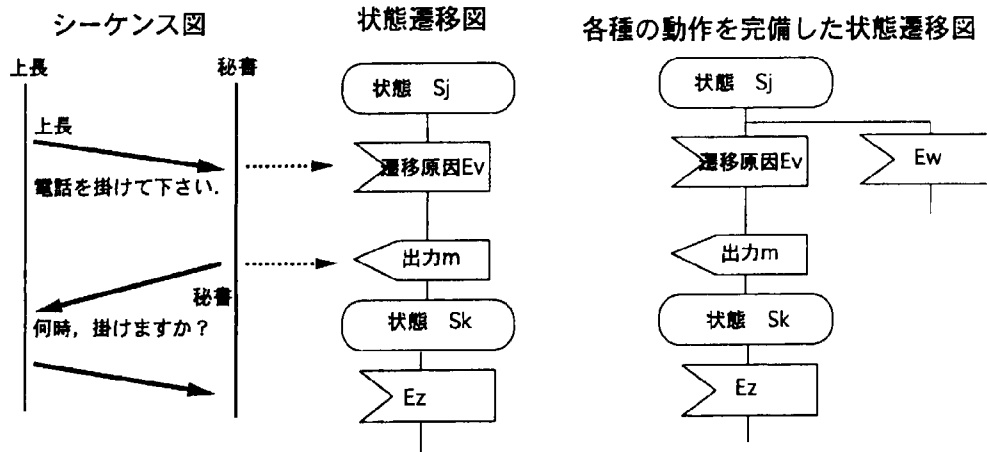 シーケンス図
状態遷移図
各種の動作を完備した状態遷移図
上長
秘書
上長
電話を掛けて下さい．
秘書
何時，掛けますか？
状態 Sj
遷移原因Ev
出力m
状態 Sk
Ez
状態 Sj
遷移原因Ev
Ew
出力m
状態 Sk
Ez